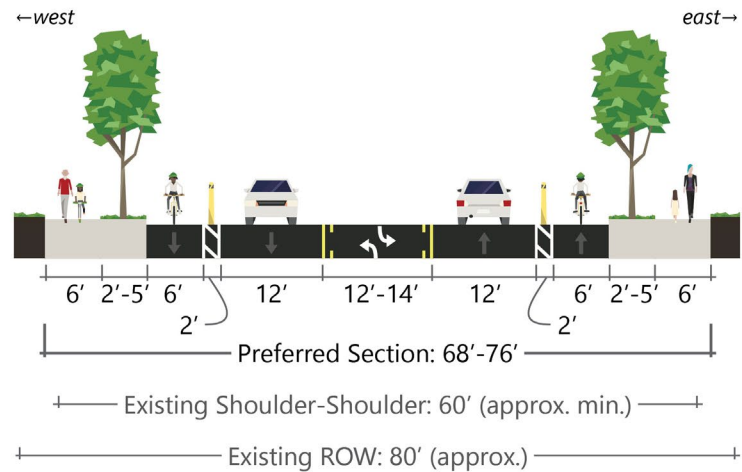 ←west east→
6’ 2’-5’ 6’ 12’ 12’-14’ 12’ 6’ 2’-5’ 6’
2’ 2’
Preferred Section: 68’-76’
Existing Shoulder-Shoulder: 60’ (approx. min.)
Existing ROW: 80’ (approx.)